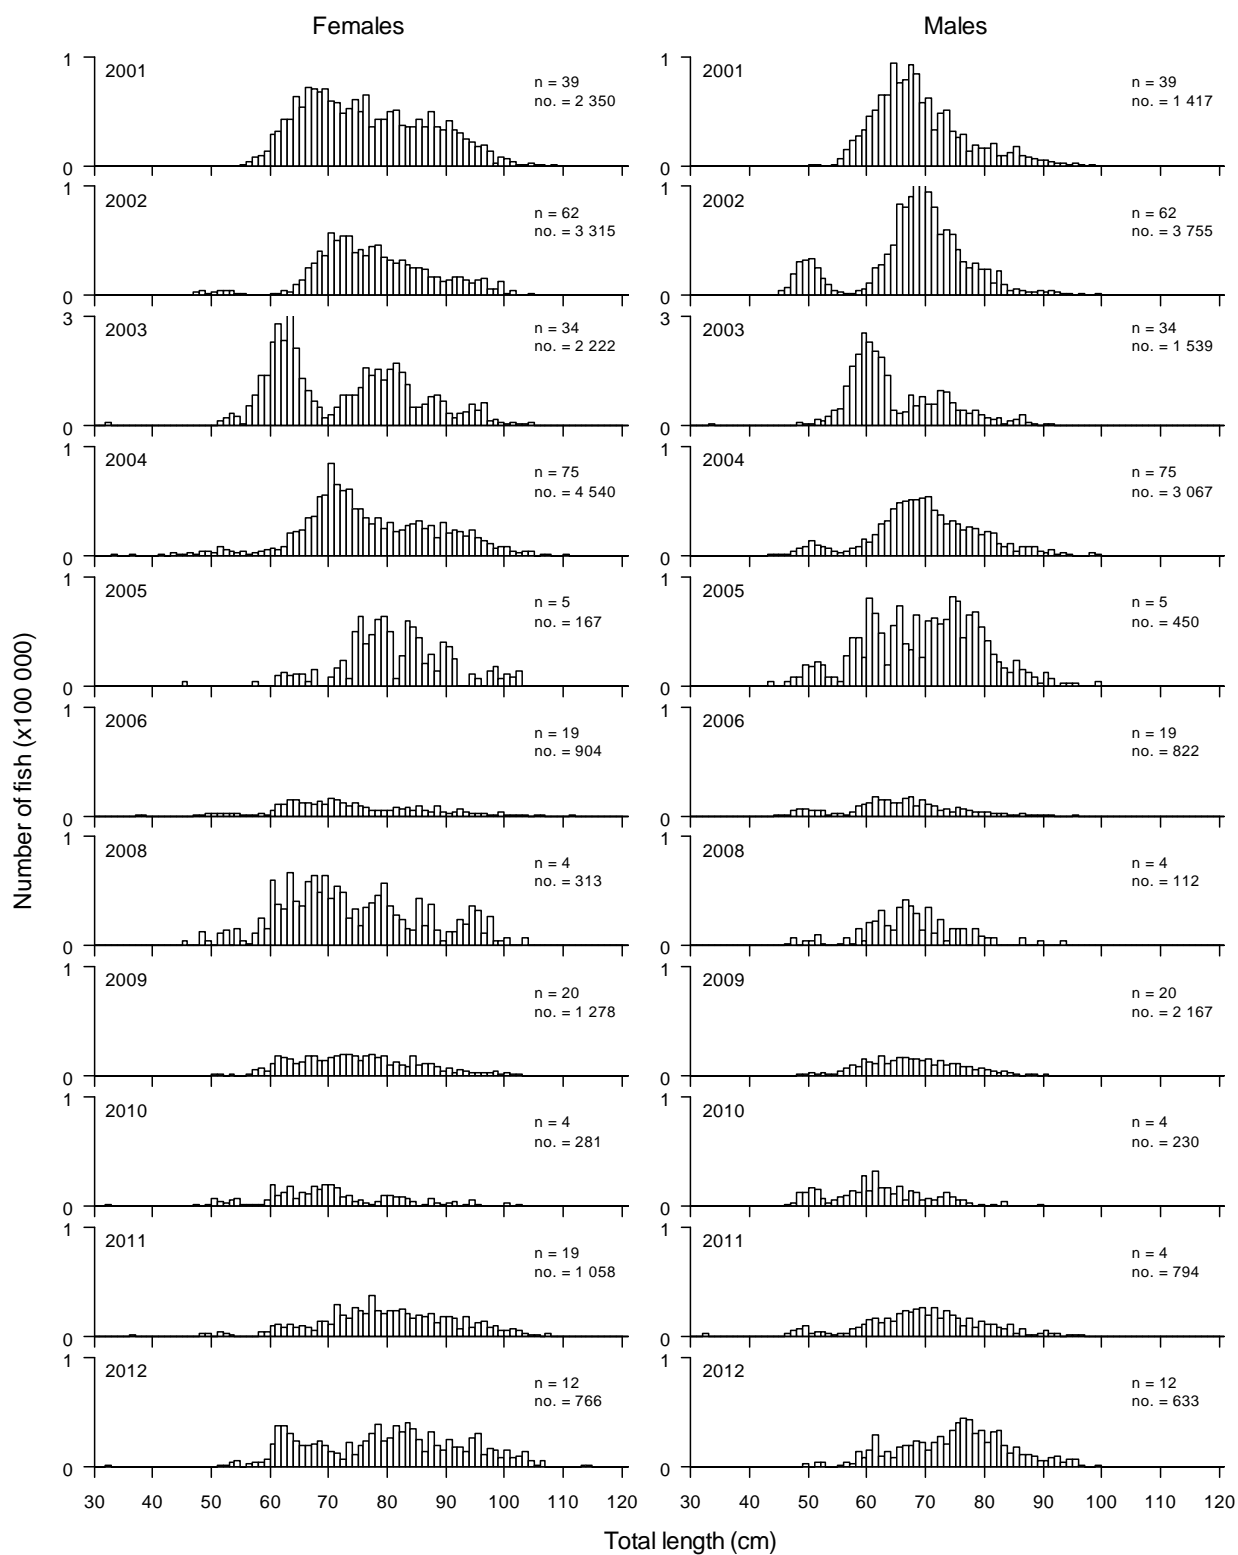 Females Males
1 2001 n = 39 no. = 2 350 0
1 2001 n = 39 no. = 1 417 0
1 2002 n = 62 no. = 3 315 0
1 2002 n = 62 no. = 3 755 0
3 2003 n = 34 no. = 2 222 0
3 2003 n = 34 no. = 1 539 0
1 2004 n = 75 no. = 4 540 0
1 2004 n = 75 no. = 3 067 0
1 2005 n = 5 no. = 167 0
1 2005 n = 5 no. = 450 0
1 2006 n = 19 no. = 904 0
1 2006 n = 19 no. = 822 0
1 2008 n = 4 no. = 313 0
1 2008 n = 4 no. = 112 0
1 2009 n = 20 no. = 1 278 0
1 2009 n = 20 no. = 2 167 0
1 2010 n = 4 no. = 281 0
1 2010 n = 4 no. = 230 0
1 2011 n = 19 no. = 1 058 0
1 2011 n = 4 no. = 794 0
1 2012 n = 12 no. = 766 0
1 2012 n = 12 no. = 633 0
30 40 50 60 70 80 90 100 110 120 30 40 50 60 70 80 90 100 110 120
Number of fish (x100 000)
Total length (cm)